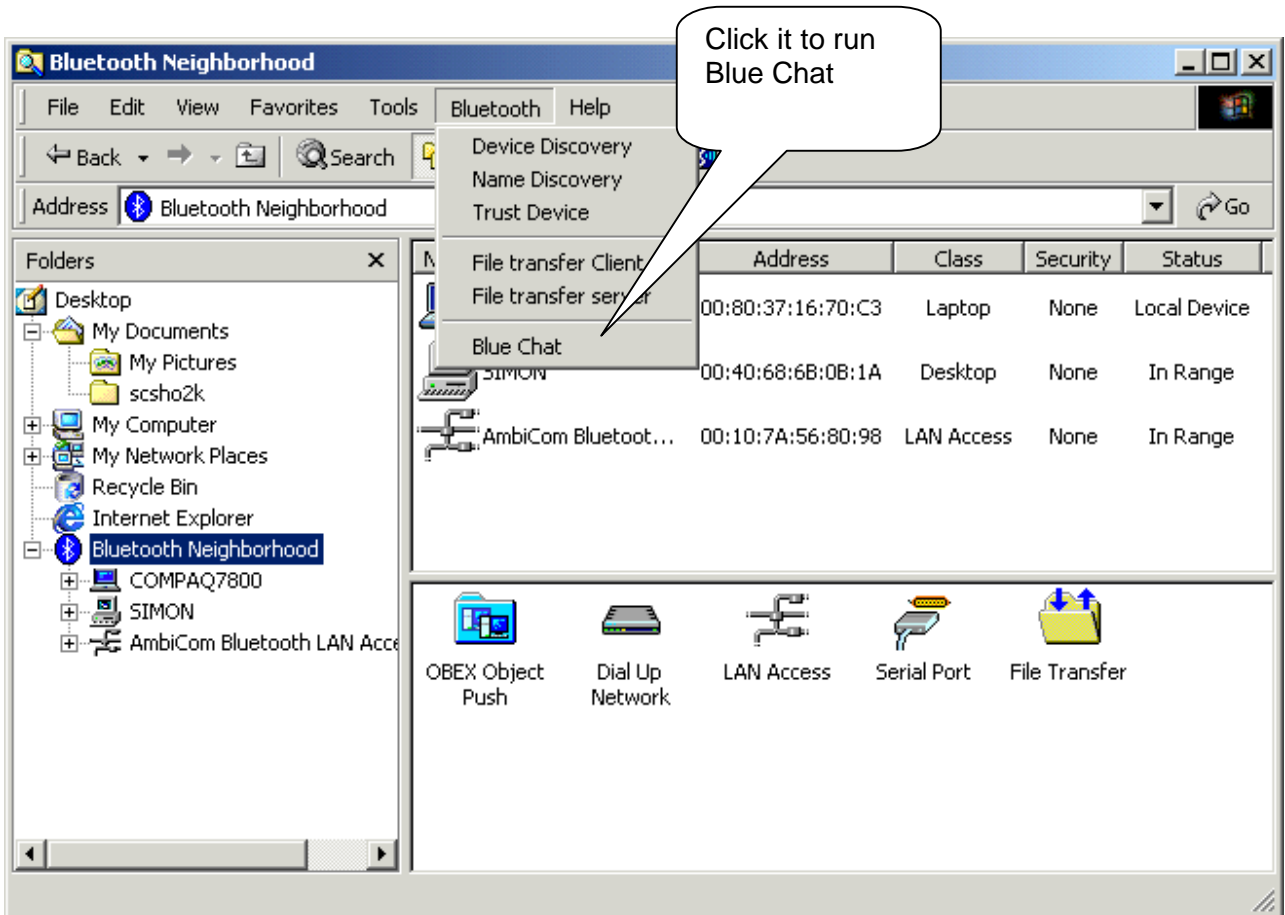 Click it to run
Blue Chat
Bluetooth Neighborhood
File Edit View Favorites Tools Bluetooth Help
Back Search
Address Bluetooth Neighborhood Go
Device Discovery
Name Discovery
Trust Device
File transfer Client
File transfer server
Blue Chat
Folders
Desktop
My Documents
My Pictures
scsho2k
My Computer
My Network Places
Recycle Bin
Internet Explorer
Bluetooth Neighborhood
COMPAQ7800
SIMON
AmbiCom Bluetooth LAN Acce
Address Class Security Status
00:80:37:16:70:C3 Laptop None Local Device
SIMON 00:40:68:6B:0B:1A Desktop None In Range
AmbiCom Bluetoot... 00:10:7A:56:80:98 LAN Access None In Range
OBEX Object
Push
Dial Up
Network
LAN Access
Serial Port
File Transfer